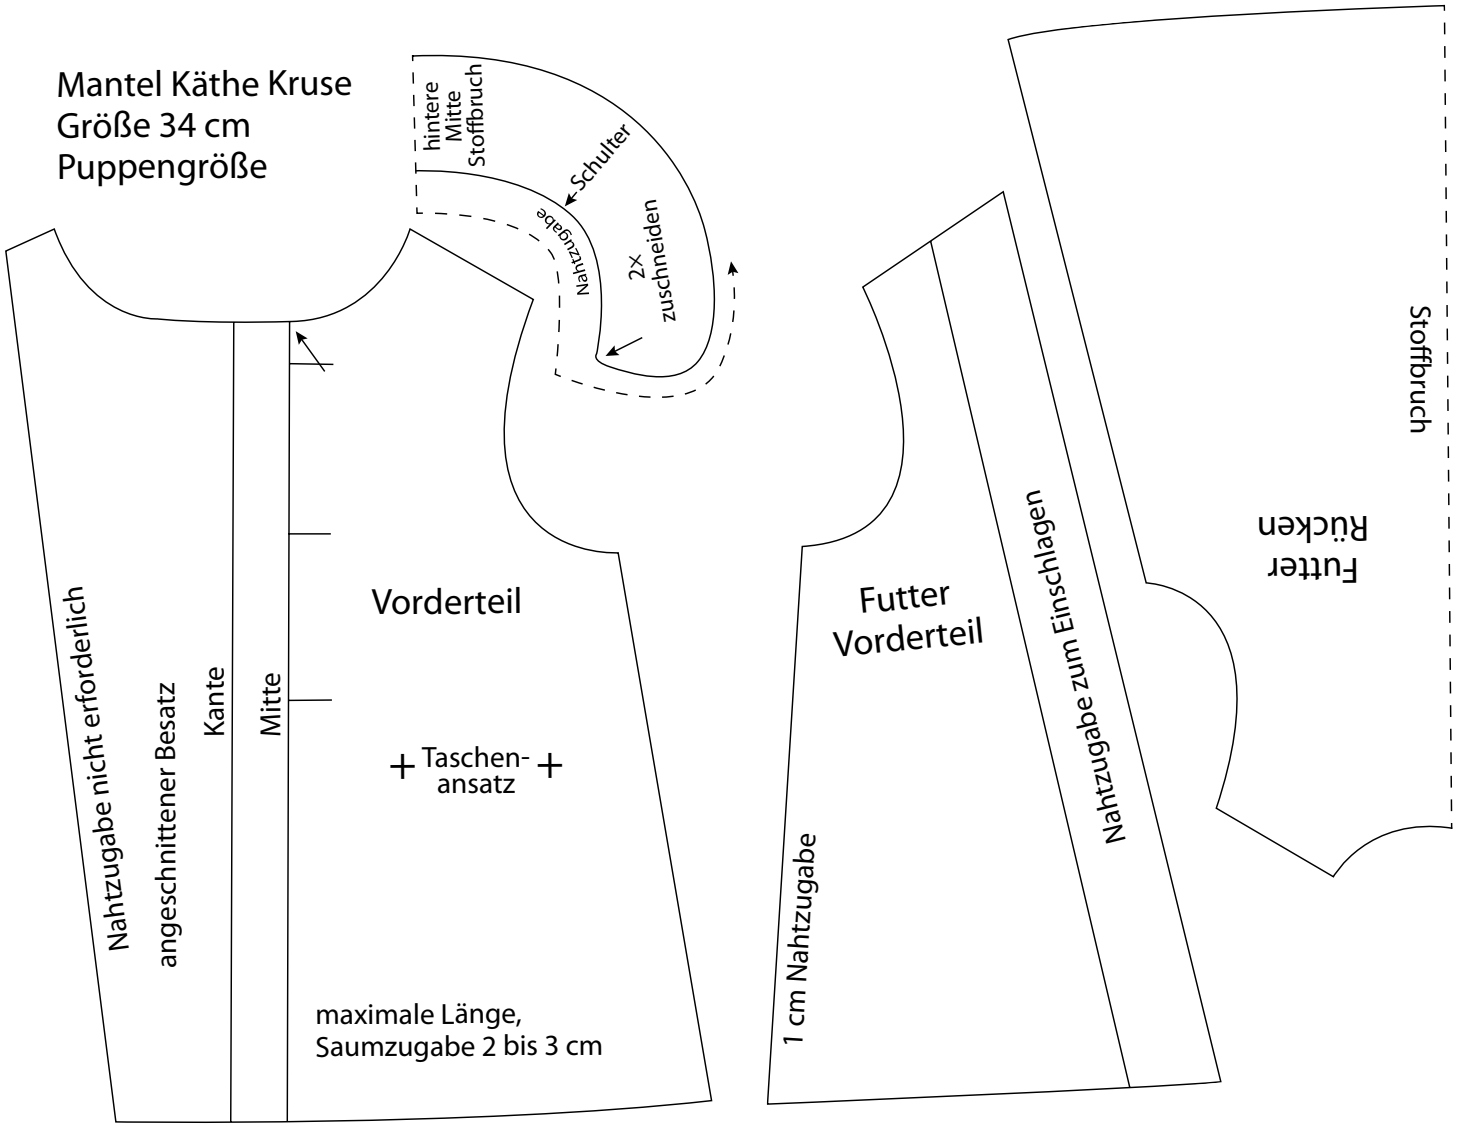 Mantel Käthe Kruse
Größe 34 cm
Puppengröße
hintere
Mitte
Stoffbruch
Schulter
Nahtzugabe
2×
zuschneiden
Nahtzugabe nicht erforderlich
angeschnittener Besatz
Kante
Mitte
Vorderteil
+ Taschen- +
ansatz
maximale Länge,
Saumzugabe 2 bis 3 cm
Futter
Vorderteil
1 cm Nahtzugabe
Nahtzugabe zum Einschlagen
Stoffbruch
Futter
Rücken